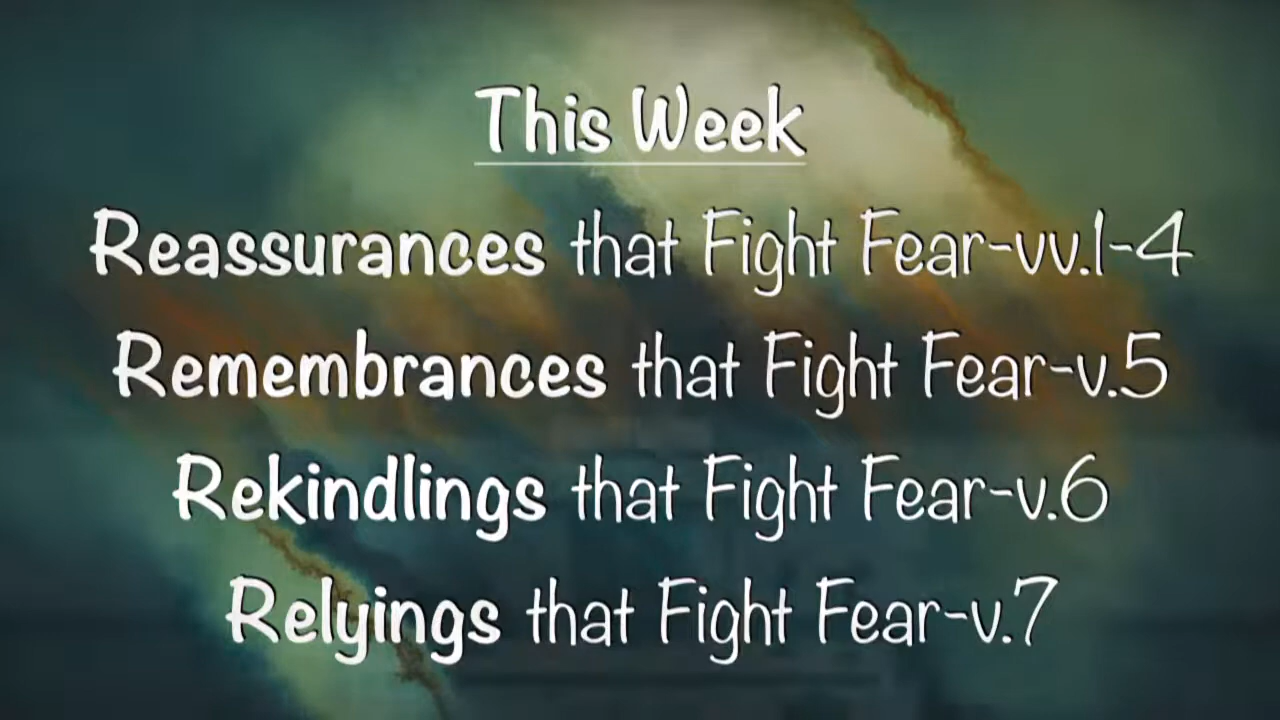 This Week
Reassurances that Fight Fear-vv.1-4
Remembrances that Fight Fear-v.5
Rekindlings that Fight Fear-v.6
Relyings that Fight Fear-v.7